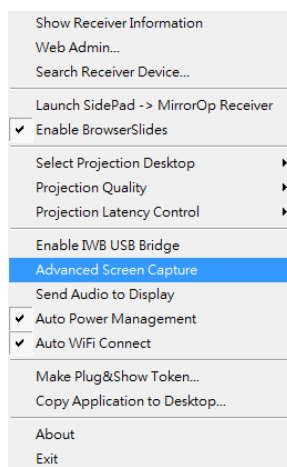 Show Receiver Information
Web Admin...
Search Receiver Device...
Launch SidePad -> MirrorOp Receiver
Enable BrowserSlides
Select Projection Desktop
Projection Quality
Projection Latency Control
Enable IWB USB Bridge
Advanced Screen Capture
Send Audio to Display
Auto Power Management
Auto WiFi Connect
Make Plug&Show Token...
Copy Application to Desktop...
About
Exit